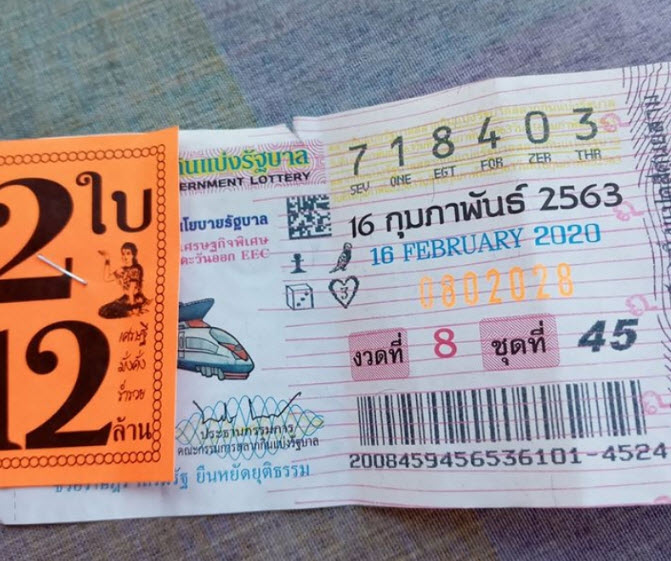 2 ใบ
เศรษฐี
มั่งคั่ง
ร่ำรวย
12 ล้าน
กินแบ่งรัฐบาล
ERNMENT LOTTERY
นโยบายรัฐบาล
เศรษฐกิจพิเศษ
ตะวันออก EEC
ประธานกรรมการ
คณะกรรมการสลากกินแบ่งรัฐบาล
ยืนหยัดยุติธรรม
7 1 8 4 0 3
SEV ONE EGT FOR ZER THR
16 กุมภาพันธ์ 2563
16 FEBRUARY 2020
3
0802028
งวดที่ 8 ชุดที่ 45
2008459456536101-4524